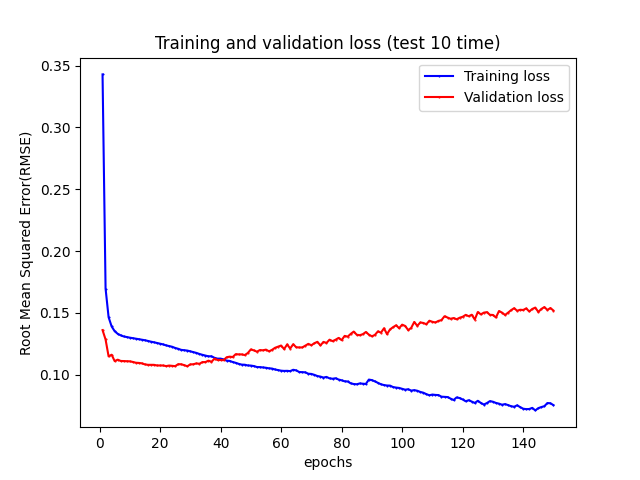 Training and validation loss (test 10 time)
Training loss
Validation loss
Root Mean Squared Error(RMSE)
0.35
0.30
0.25
0.20
0.15
0.10
0 20 40 60 80 100 120 140
epochs